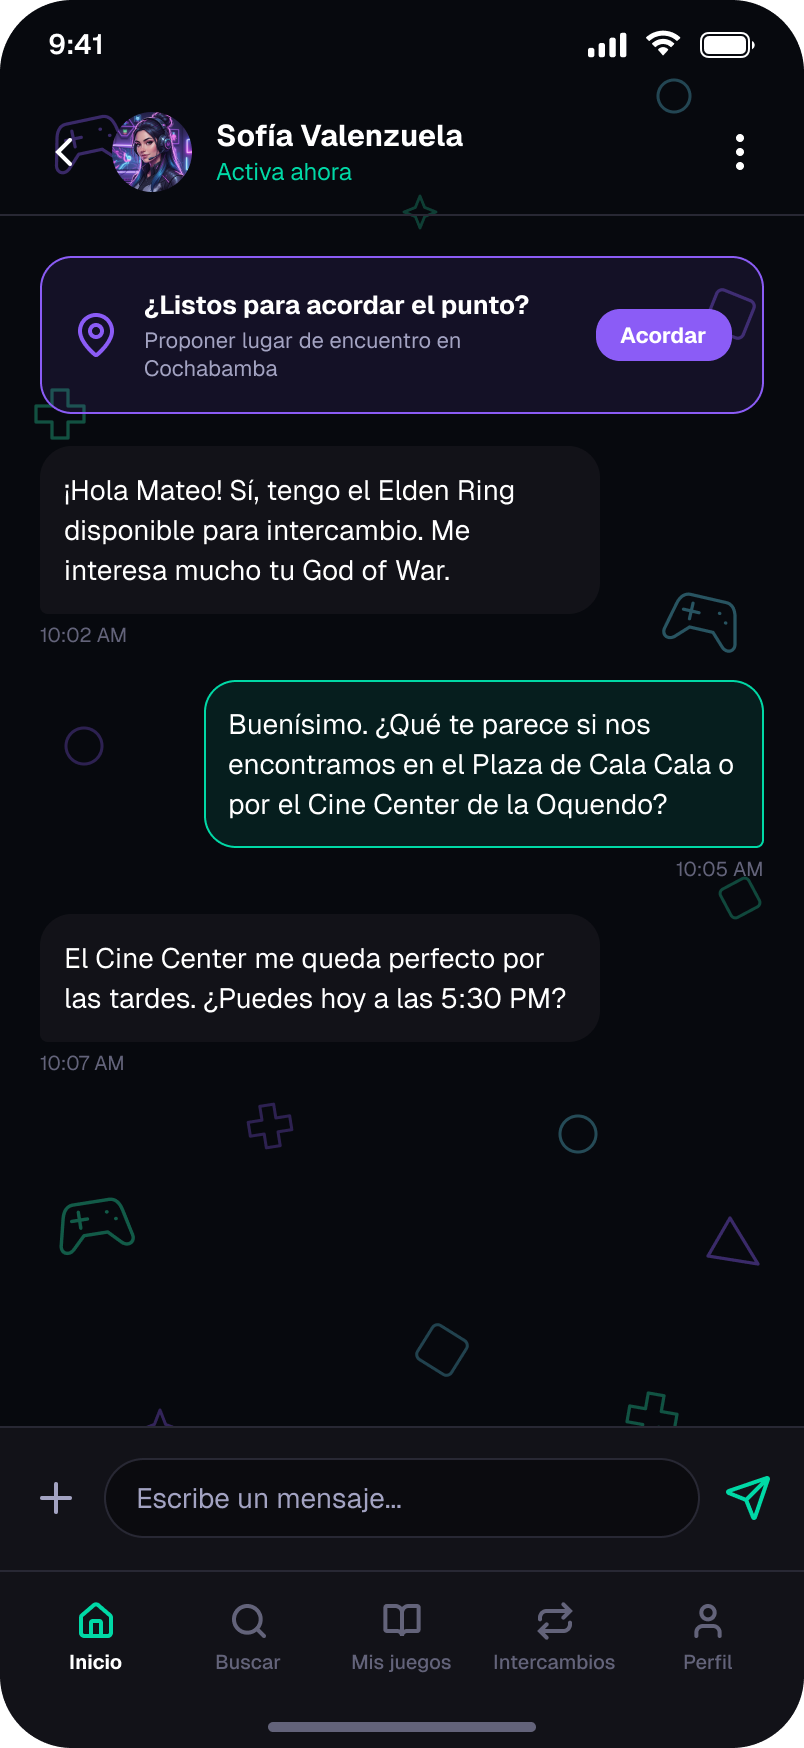 9:41
Sofía Valenzuela
Activa ahora
¿Listos para acordar el punto?
Proponer lugar de encuentro en
Cochabamba
Acordar
¡Hola Mateo! Sí, tengo el Elden Ring
disponible para intercambio. Me
interesa mucho tu God of War.
10:02 AM
Buenísimo. ¿Qué te parece si nos
encontramos en el Plaza de Cala Cala o
por el Cine Center de la Oquendo?
10:05 AM
El Cine Center me queda perfecto por
las tardes. ¿Puedes hoy a las 5:30 PM?
10:07 AM
Escribe un mensaje...
Inicio
Buscar
Mis juegos
Intercambios
Perfil